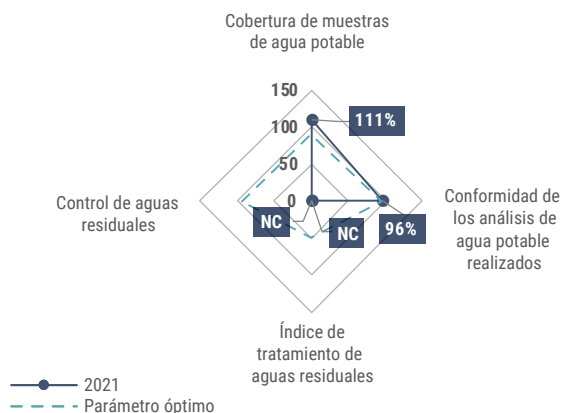 Cobertura de muestras
de agua potable
150
100
50
0
111%
Control de aguas
residuales
NC
NC
96%
Conformidad de
los análisis de
agua potable
realizados
Índice de
tratamiento de
aguas residuales
2021
Parámetro óptimo